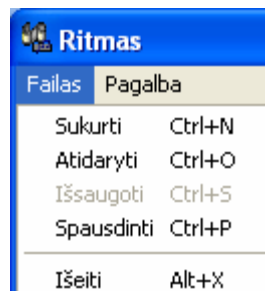 Ritmas
Failas Pagalba
Sukurti Ctrl+N
Atidaryti Ctrl+O
Išsaugoti Ctrl+S
Spausdinti Ctrl+P
Išeiti Alt+X